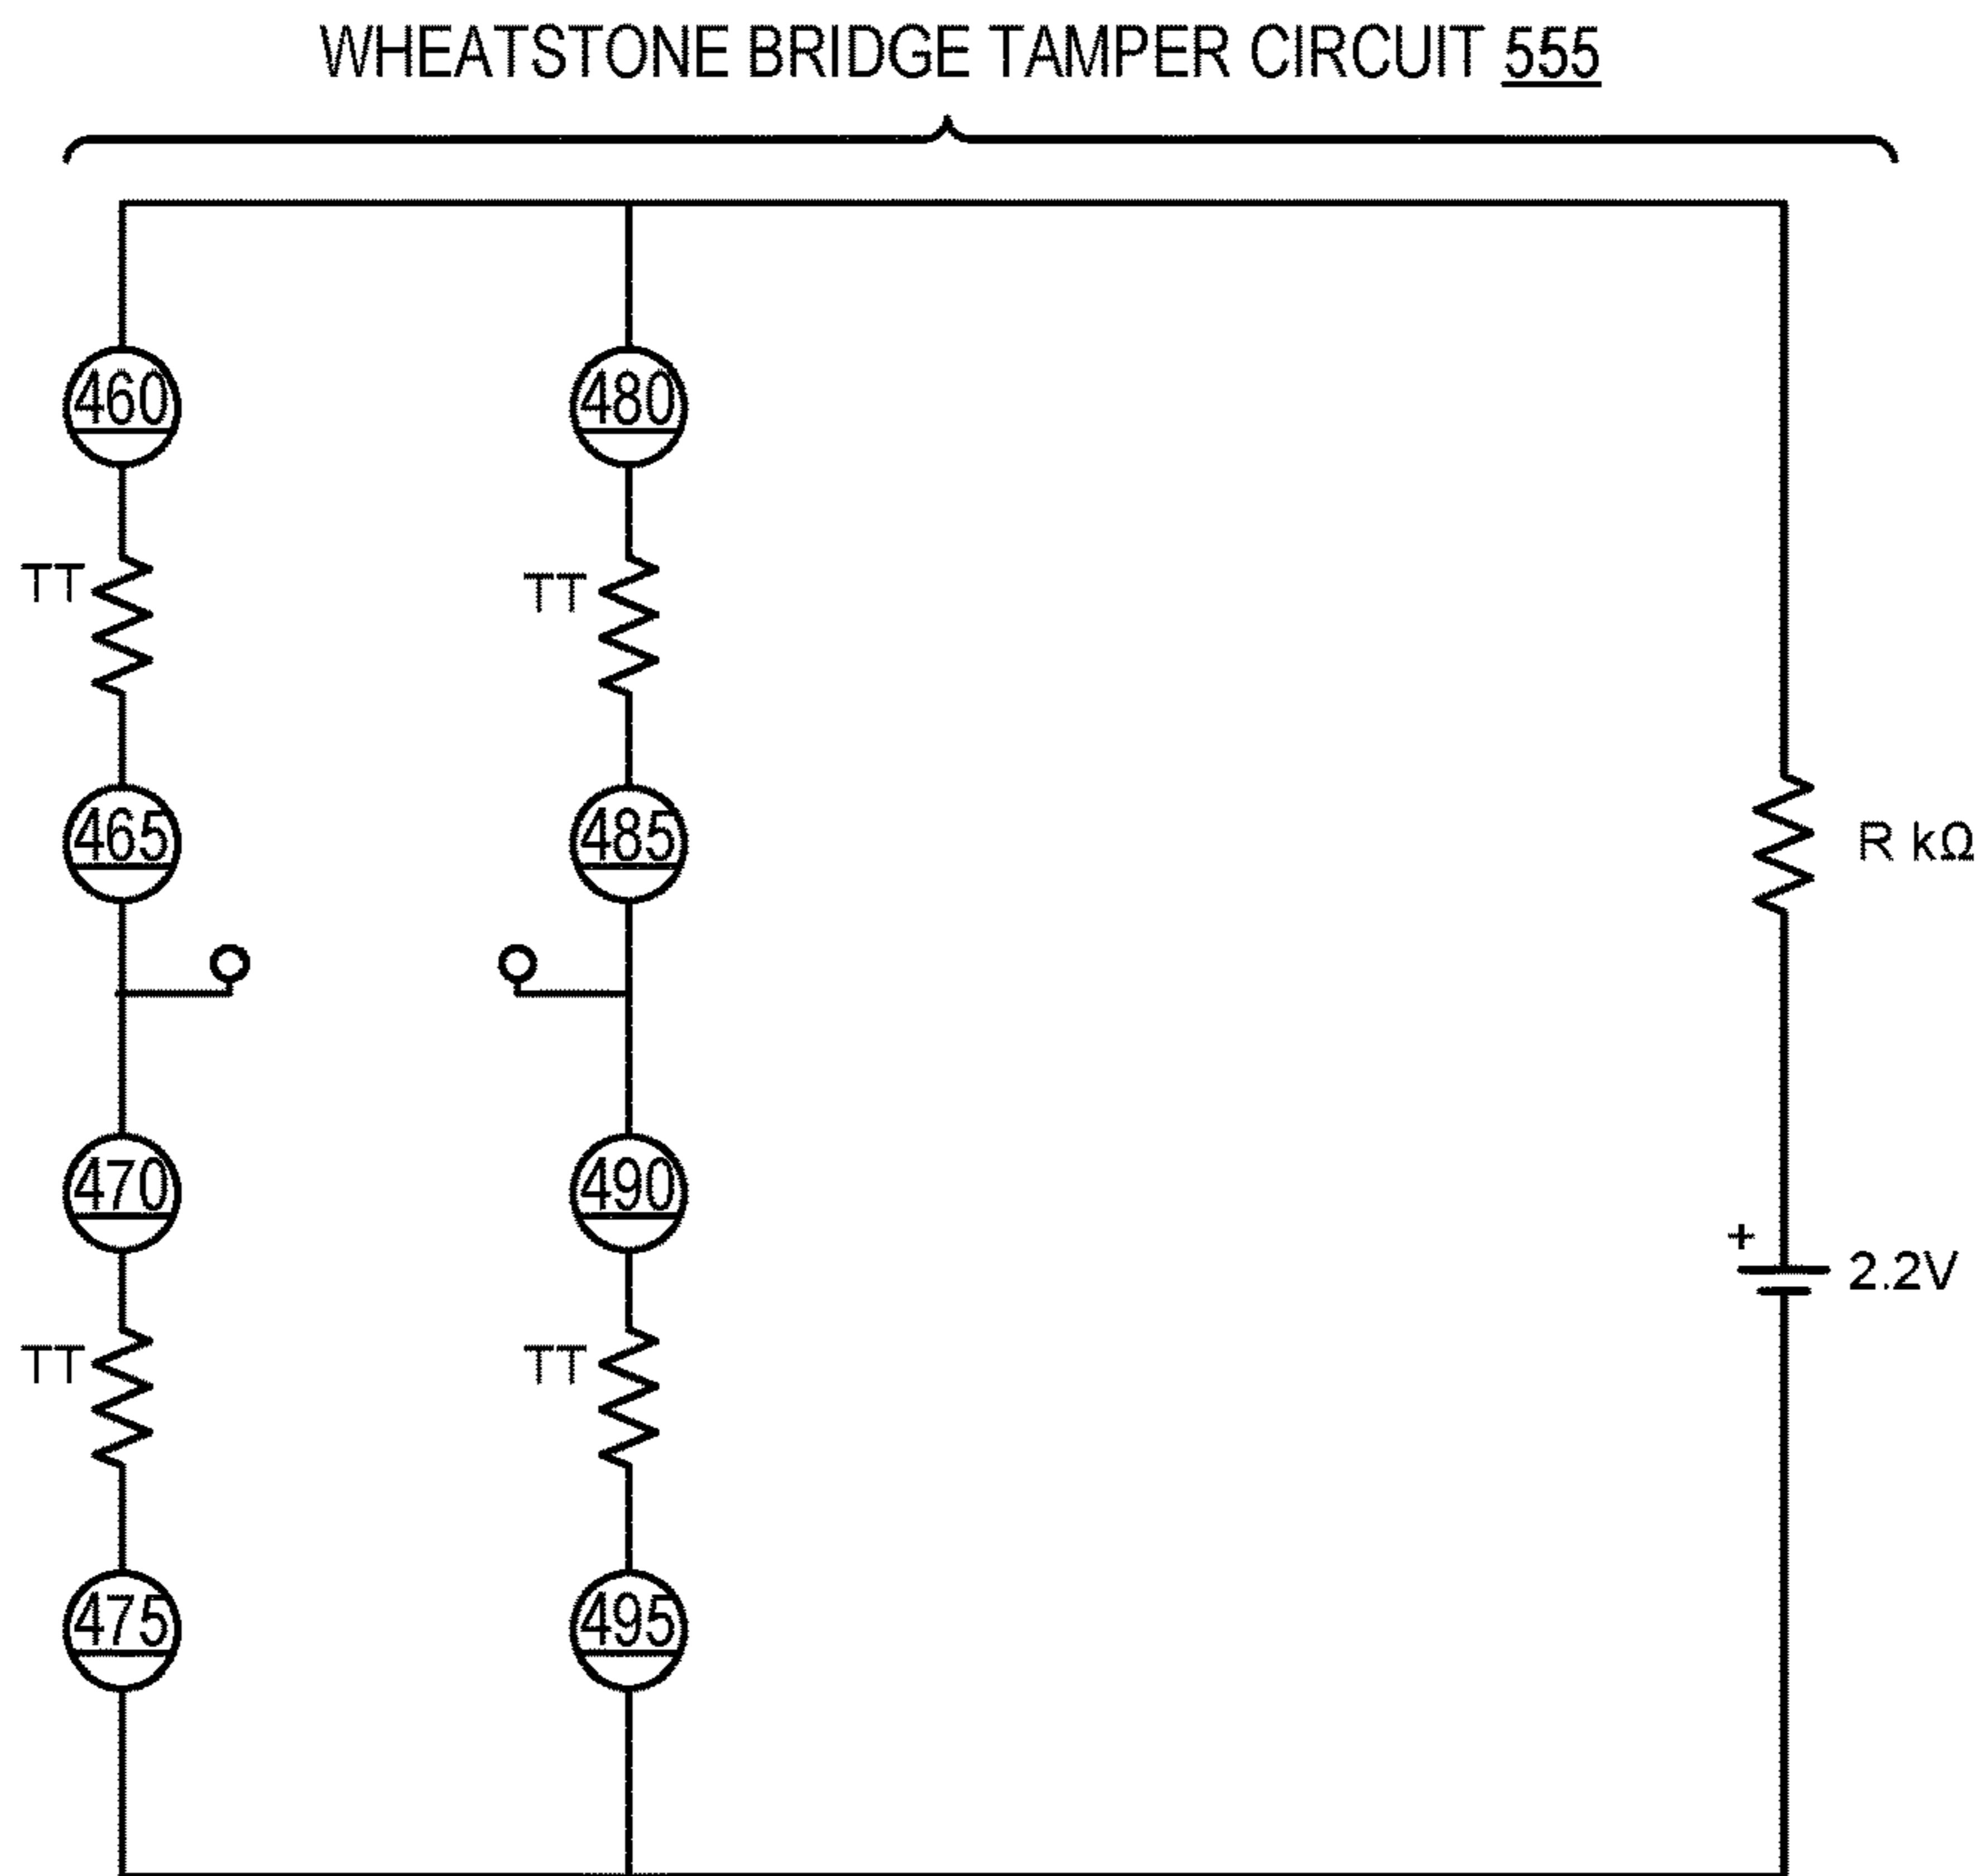 WHEATSTONE BRIDGE TAMPER CIRCUIT 555
460 480
TT TT
465 485
R kΩ
470 490
+ 2.2V
TT TT
475 495